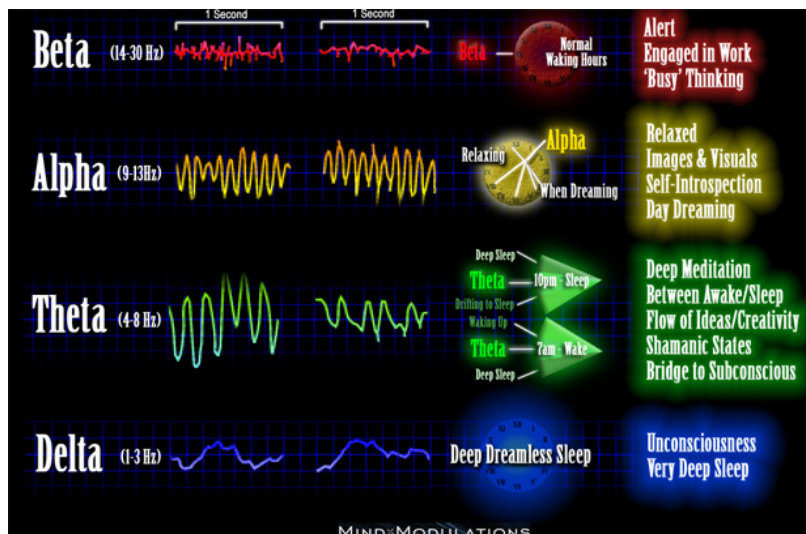 1 Second
1 Second
Beta
(14-30 Hz)
Beta
Normal
Waking Hours
Alert
Engaged in Work
'Busy' Thinking
Alpha
(9-13Hz)
Relaxing
Alpha
When Dreaming
Relaxed
Images & Visuals
Self-Introspection
Day Dreaming
Theta
(4-8 Hz)
Deep Sleep
Theta
10pm - Sleep
Drifting to Sleep
Waking Up
Theta
7am - Wake
Deep Sleep
Deep Meditation
Between Awake/Sleep
Flow of Ideas/Creativity
Shamanic States
Bridge to Subconscious
Delta
(1-3 Hz)
Deep Dreamless Sleep
Unconsciousness
Very Deep Sleep
MIND MODULATIONS